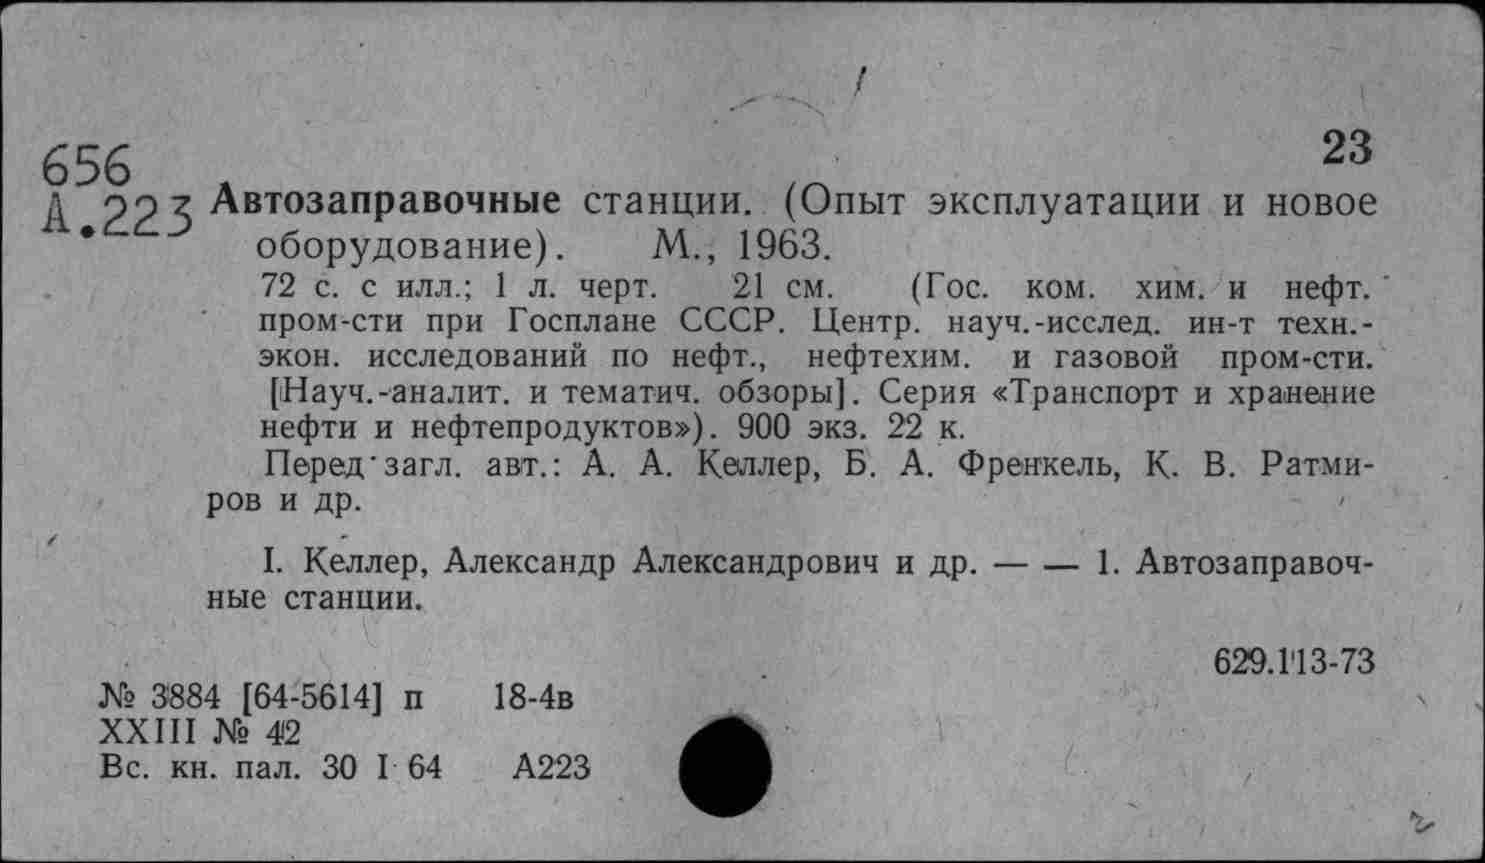 23
656
А.223
Автозаправочные станции. (Опыт эксплуатации и новое
оборудование). М., 1963.
72 с. с илл.; 1 л. черт. 21 см. (Гос. ком. хим. и нефт.
пром-сти при Госплане СССР. Центр. науч.-исслед. ин-т техн.-
экон. исследований по нефт., нефтехим. и газовой пром-сти.
[Науч.-аналит. и тематич. обзоры]. Серия «Транспорт и хранение
нефти и нефтепродуктов»). 900 экз. 22 к.
Перед загл. авт.: А. А. Келлер, Б. А. Френкель, К. В. Ратми-
ров и др.
I. Келлер, Александр Александрович и др. — — 1. Автозаправоч-
ные станции.
629.113-73
№ 3884 [64-5614] п 18-4в
XXIII № 42
Вс. кн. пал. 30 I 64 А223